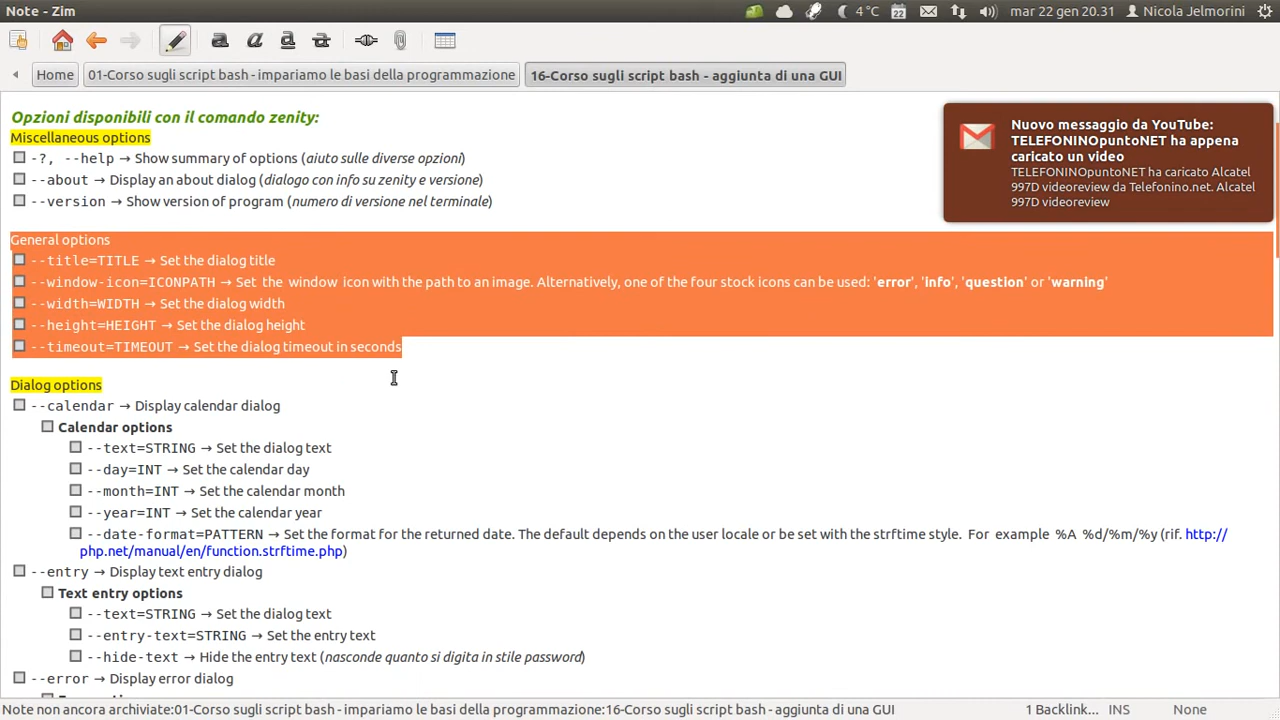 Note - Zim
4 °C
22
mar 22 gen 20.31
Nicola Jelmorini
a a a a
Home
01-Corso sugli script bash - impariamo le basi della programmazione
16-Corso sugli script bash - aggiunta di una GUI
Opzioni disponibili con il comando zenity:
Miscellaneous options
-?, --help → Show summary of options (aiuto sulle diverse opzioni)
--about → Display an about dialog (dialogo con info su zenity e versione)
--version → Show version of program (numero di versione nel terminale)
Nuovo messaggio da YouTube:
TELEFONINOpuntoNET ha appena
caricato un video
TELEFONINOpuntoNET ha caricato Alcatel
997D videoreview da Telefonino.net. Alcatel
997D videoreview
General options
--title=TITLE → Set the dialog title
--window-icon=ICONPATH → Set the window icon with the path to an image. Alternatively, one of the four stock icons can be used: 'error', 'info', 'question' or 'warning'
--width=WIDTH → Set the dialog width
--height=HEIGHT → Set the dialog height
--timeout=TIMEOUT → Set the dialog timeout in seconds
Dialog options
--calendar → Display calendar dialog
Calendar options
--text=STRING → Set the dialog text
--day=INT → Set the calendar day
--month=INT → Set the calendar month
--year=INT → Set the calendar year
--date-format=PATTERN → Set the format for the returned date. The default depends on the user locale or be set with the strftime style. For example %A %d/%m/%y (rif. http://
php.net/manual/en/function.strftime.php)
--entry → Display text entry dialog
Text entry options
--text=STRING → Set the dialog text
--entry-text=STRING → Set the entry text
--hide-text → Hide the entry text (nasconde quanto si digita in stile password)
--error → Display error dialog
Note non ancora archiviate:01-Corso sugli script bash - impariamo le basi della programmazione:16-Corso sugli script bash - aggiunta di una GUI
1 Backlink...
INS
None